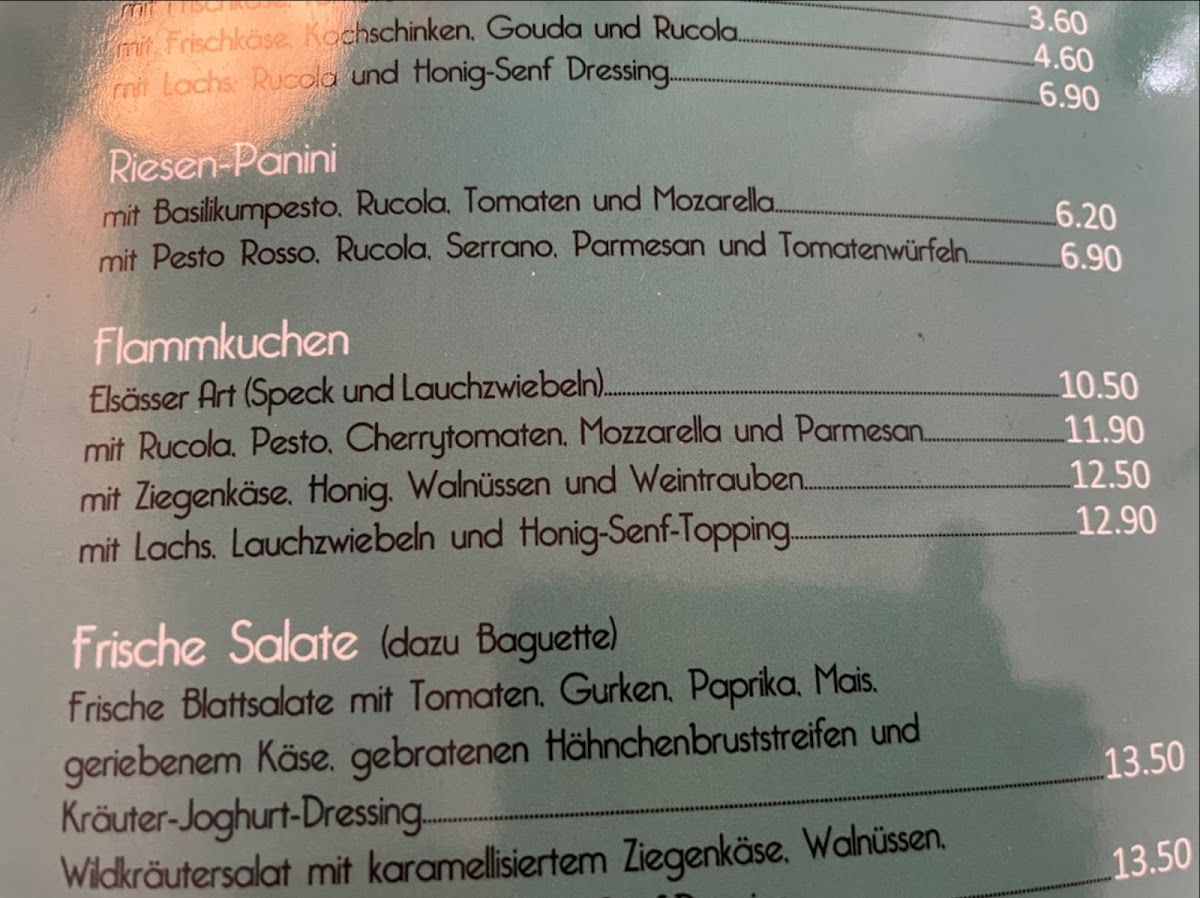 mit Frischkäse,
3.60
mit Frischkäse, Kochschinken, Gouda und Rucola 4.60
mit Lachs, Rucola und Honig-Senf Dressing 6.90
Riesen-Panini
mit Basilikumpesto, Rucola, Tomaten und Mozarella 6.20
mit Pesto Rosso, Rucola, Serrano, Parmesan und Tomatenwürfeln 6.90
Flammkuchen
Elsässer Art (Speck und Lauchzwiebeln) 10.50
mit Rucola, Pesto, Cherrytomaten, Mozzarella und Parmesan 11.90
mit Ziegenkäse, Honig, Walnüssen und Weintrauben 12.50
mit Lachs, Lauchzwiebeln und Honig-Senf-Topping 12.90
Frische Salate (dazu Baguette)
Frische Blattsalate mit Tomaten, Gurken, Paprika, Mais,
geriebenem Käse, gebratenen Hähnchenbruststreifen und
Kräuter-Joghurt-Dressing 13.50
Wildkräutersalat mit karamellisiertem Ziegenkäse, Walnüssen,
13.50